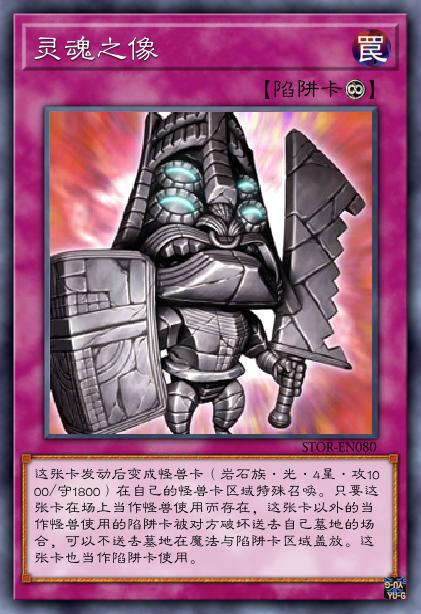 灵魂之像
罠
【陷阱卡♾】
STOR-EN080
这张卡发动后变成怪兽卡（岩石族·光·4星·攻10
00/守1800）在自己的怪兽卡区域特殊召唤。只要这
张卡在场上当作怪兽使用而存在，这张卡以外的当
作怪兽使用的陷阱卡被对方破坏送去自己墓地的场
合，可以不送去墓地在魔法与陷阱卡区域盖放。这
张卡也当作陷阱卡使用。